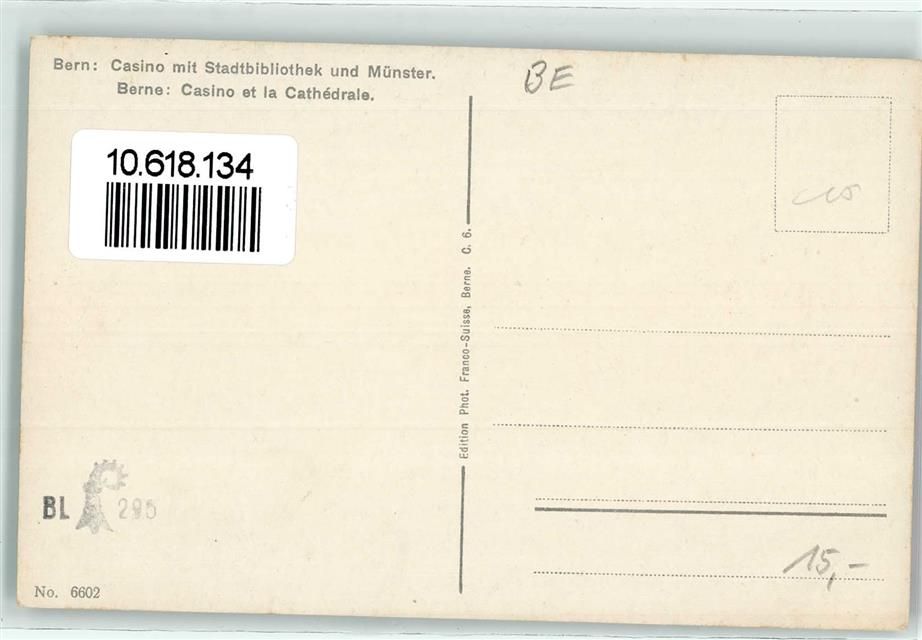 Bern: Casino mit Stadtbibliothek und Münster.
Berne: Casino et la Cathédrale.
BE
10.618.134
Edition Phot. Franco-Suisse, Berne. C. 6.
BL
15,-
No. 6602